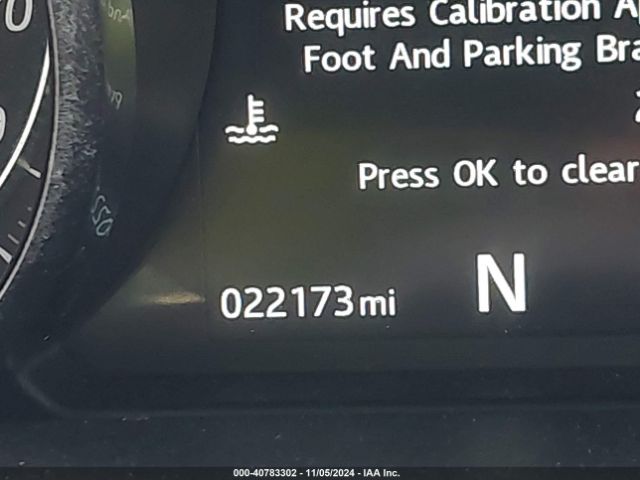 Requires Calibration
Foot And Parking
Press OK to clear
022173mi
N
000-40783302 - 11/05/2024 - IAA Inc.